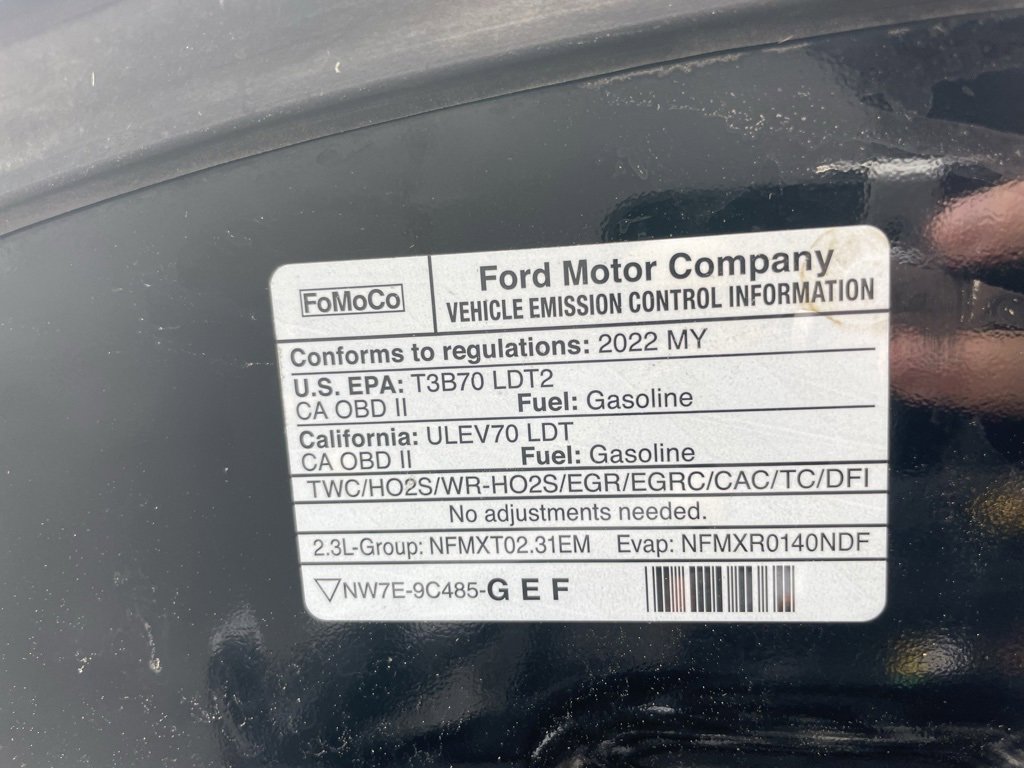 FoMoCo
Ford Motor Company
VEHICLE EMISSION CONTROL INFORMATION
Conforms to regulations: 2022 MY
U.S. EPA: T3B70 LDT2
CA OBD II Fuel: Gasoline
California: ULEV70 LDT
CA OBD II Fuel: Gasoline
TWC/HO2S/WR-HO2S/EGR/EGRC/CAC/TC/DFI
No adjustments needed.
2.3L-Group: NFMXT02.31EM Evap: NFMXR0140NDF
NW7E-9C485-G E F